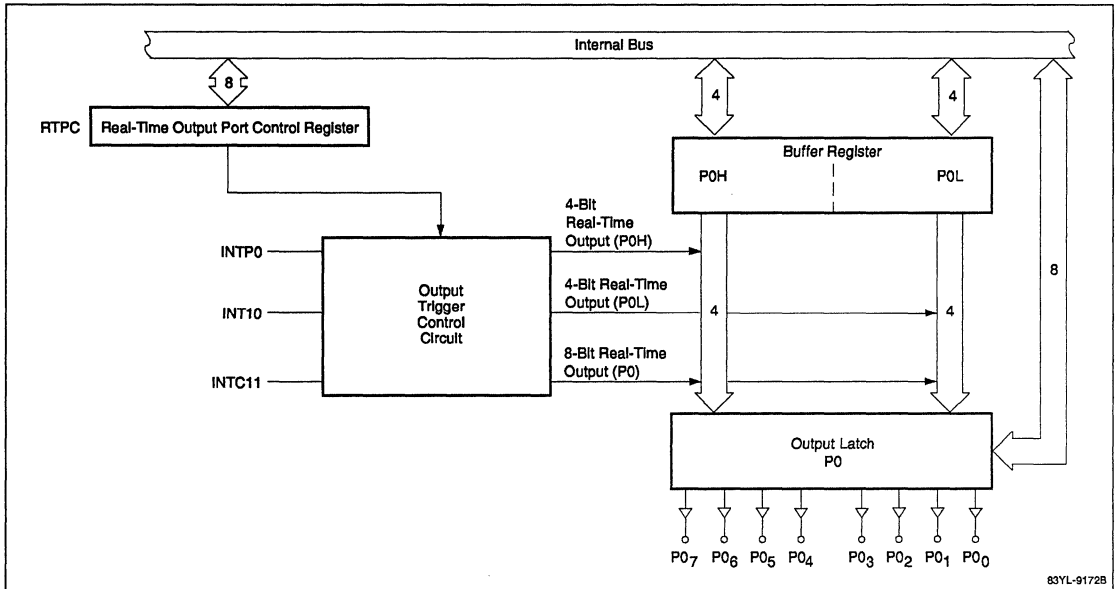 Internal Bus
8
4
4
RTPC
Real-Time Output Port Control Register
Buffer Register
P0H
P0L
4-Bit
Real-Time
Output (P0H)
INTP0
4-Bit Real-Time
Output (P0L)
INT10
Output
Trigger
Control
Circuit
4
4
8
8-Bit Real-Time
Output (P0)
INTC11
Output Latch
P0
P07 P06 P05 P04 P03 P02 P01 P00
83YL-9172B